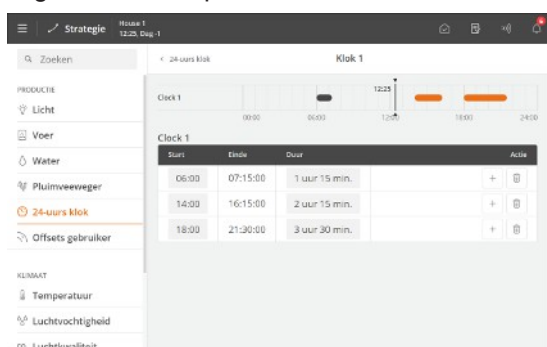 Strategie
House 1
12:25, Dag -1
Zoeken
24-uurs klok
Klok 1
PRODUCTIE
Licht
Voer
Water
Pluimveeweger
24-uurs klok
Offsets gebruiker
KLIMAAT
Temperatuur
Luchtvochtigheid
Luchtkwaliteit
12:25
Clock 1
00:00 06:00 12:00 18:00 24:00
Clock 1
Start Einde Duur Actie
06:00 07:15:00 1 uur 15 min.
14:00 16:15:00 2 uur 15 min.
18:00 21:30:00 3 uur 30 min.